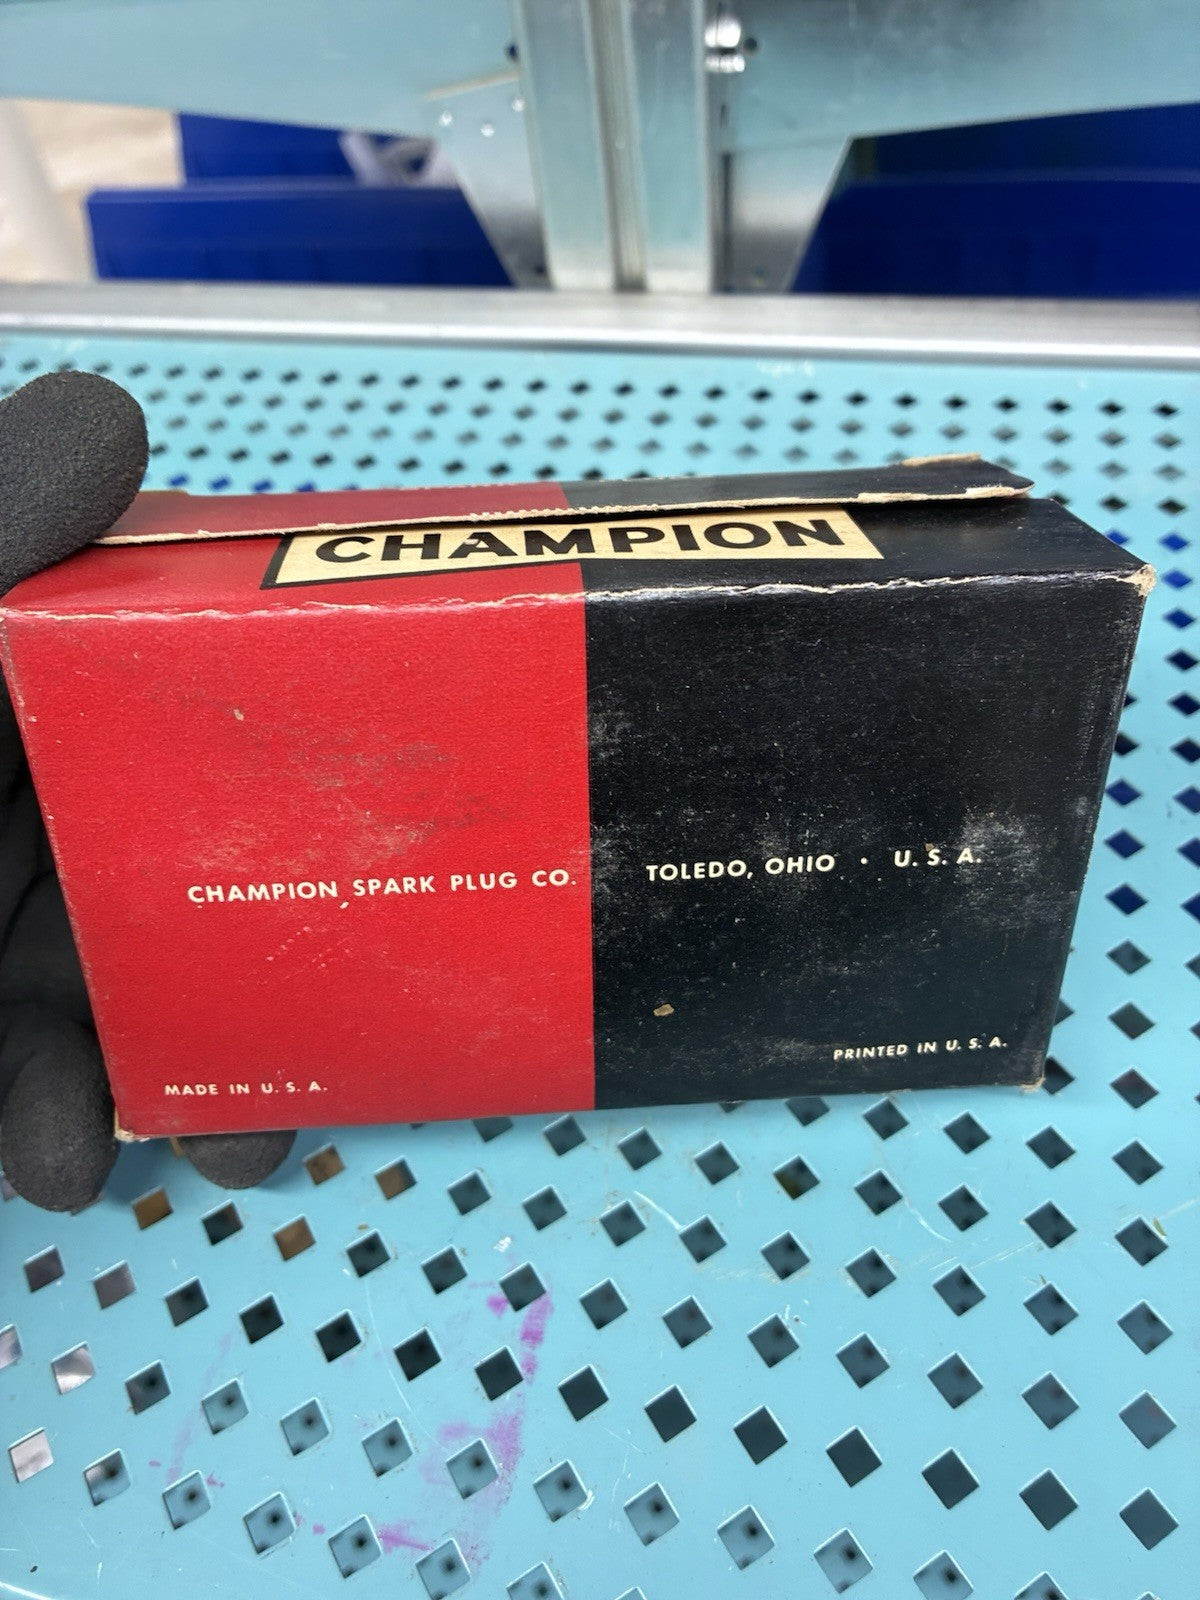 CHAMPION
CHAMPION SPARK PLUG CO. TOLEDO, OHIO • U. S. A.
MADE IN U. S. A. PRINTED IN U. S. A.